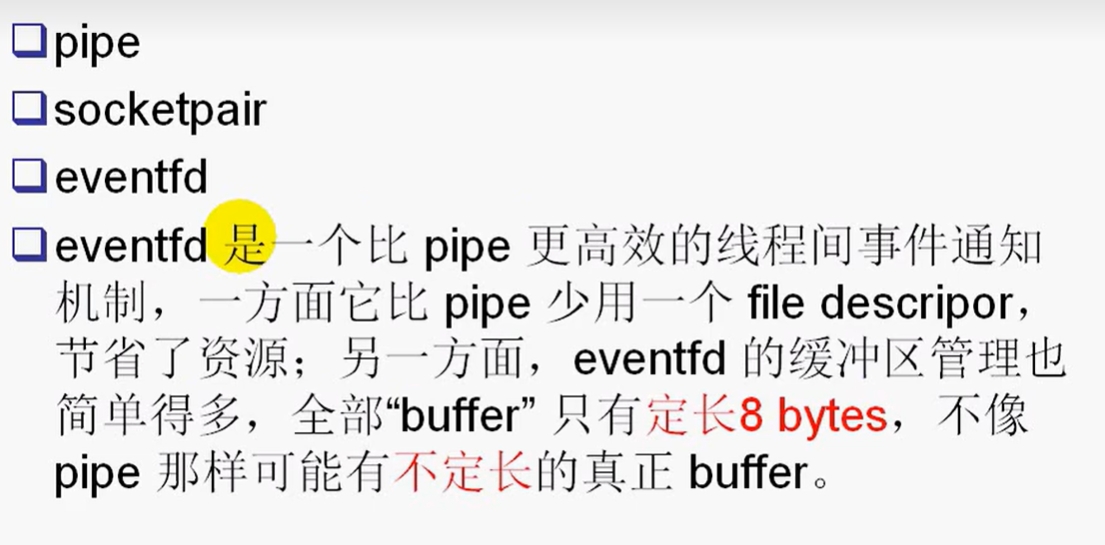 pipe
socketpair
eventfd
eventfd 是一个比 pipe 更高效的线程间事件通知
机制，一方面它比 pipe 少用一个 file descripor，
节省了资源；另一方面，eventfd 的缓冲区管理也
简单得多，全部“buffer” 只有定长8 bytes，不像
pipe 那样可能有不定长的真正 buffer。